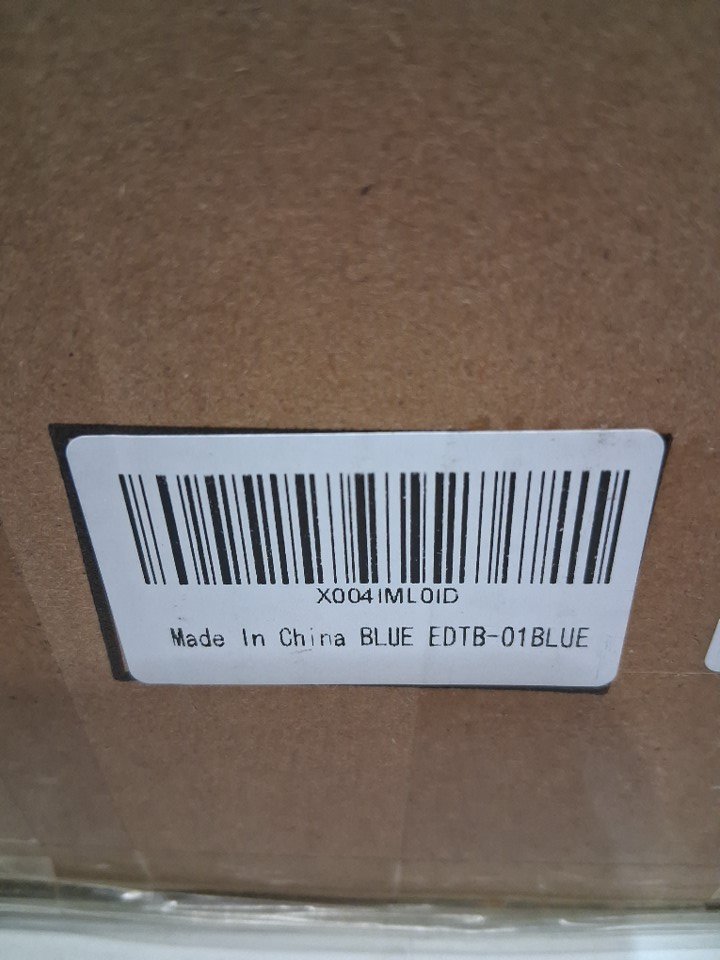 X004IML0ID
Made In China BLUE EDTB-01BLUE